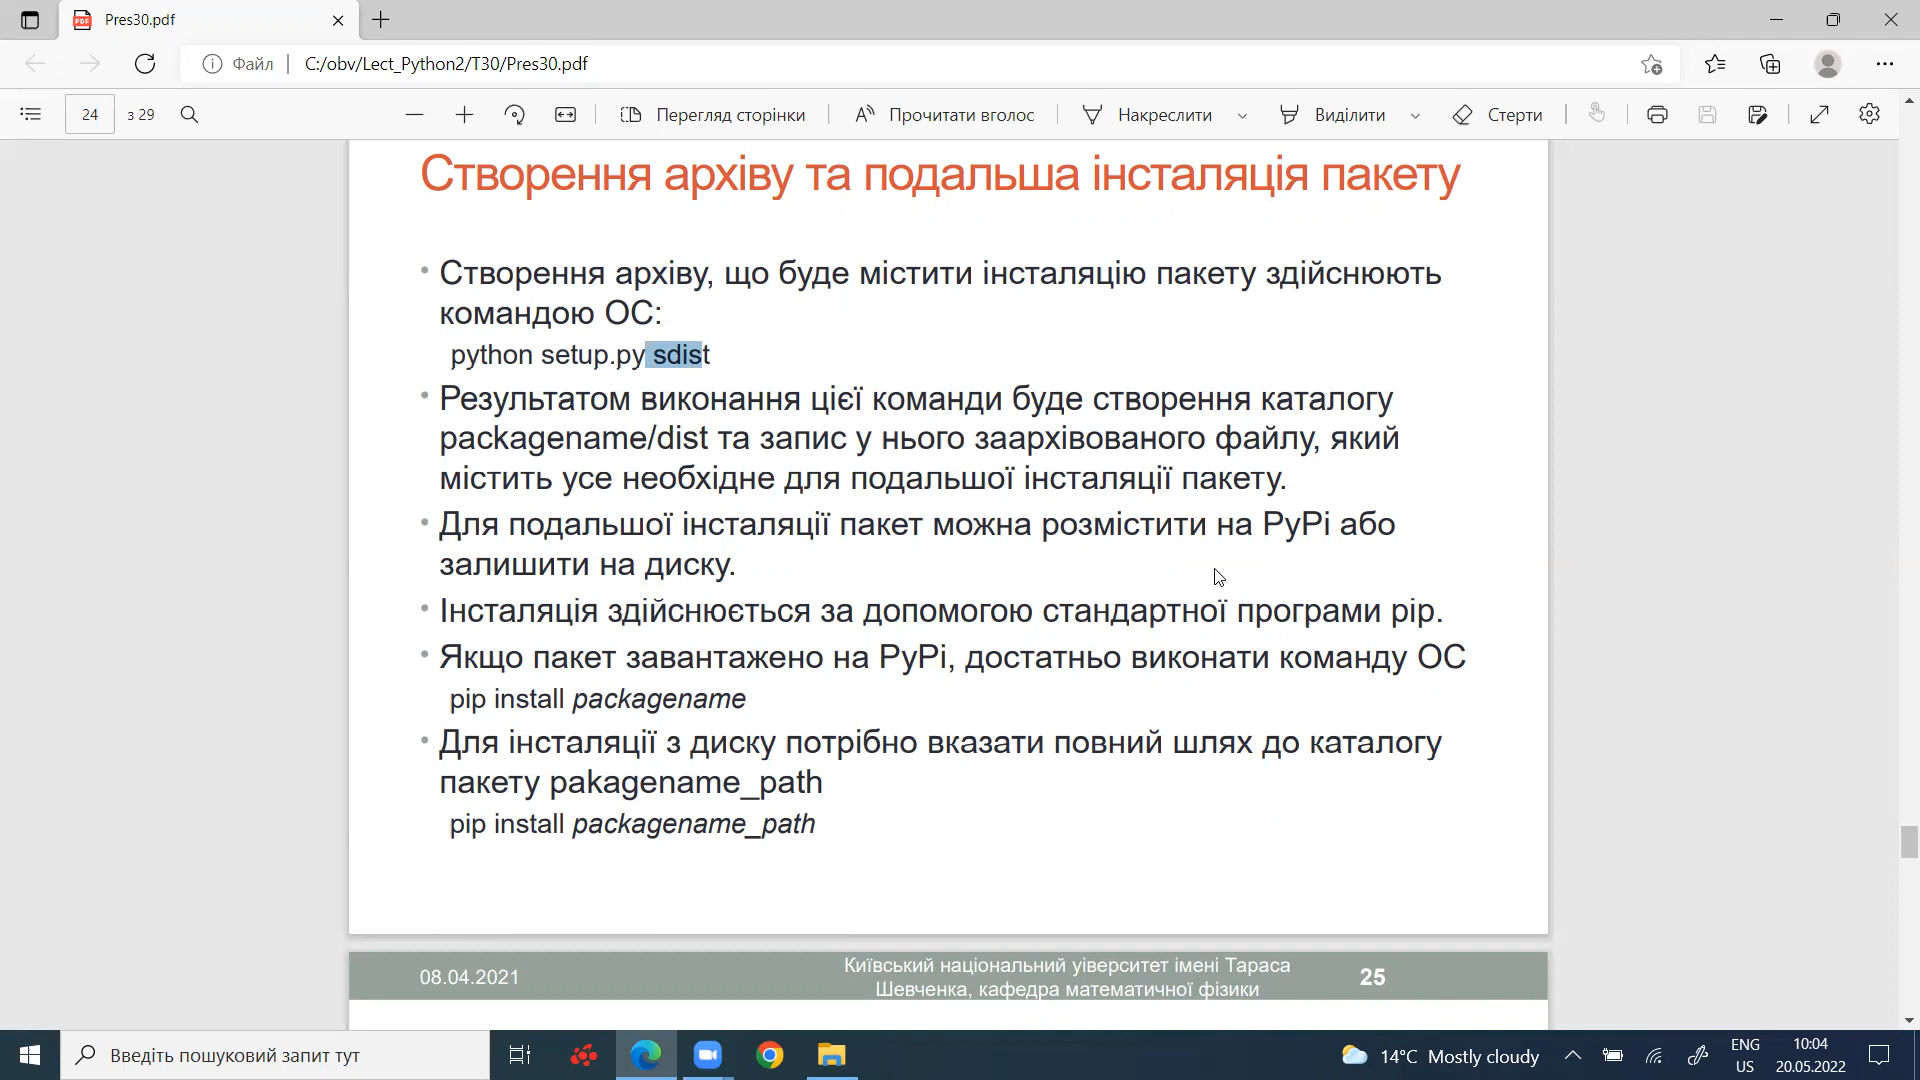 Pres30.pdf
Файл
C:/obv/Lect_Python2/T30/Pres30.pdf
24
з 29
Перегляд сторінки
Прочитати вголос
Накреслити
Виділити
Стерти
Створення архіву та подальша інсталяція пакету
• Створення архіву, що буде містити інсталяцію пакету здійснюють
командою ОС:
python setup.py sdist
• Результатом виконання цієї команди буде створення каталогу
packagename/dist та запис у нього заархівованого файлу, який
містить усе необхідне для подальшої інсталяції пакету.
• Для подальшої інсталяції пакет можна розмістити на PyPi або
залишити на диску.
• Інсталяція здійснюється за допомогою стандартної програми pip.
• Якщо пакет завантажено на PyPi, достатньо виконати команду ОС
pip install packagename
• Для інсталяції з диску потрібно вказати повний шлях до каталогу
пакету pakagename_path
pip install packagename_path
08.04.2021
Київський національний уіверситет імені Тараса
Шевченка, кафедра математичної фізики
25
Введіть пошуковий запит тут
14°C Mostly cloudy
ENG
US
10:04
20.05.2022